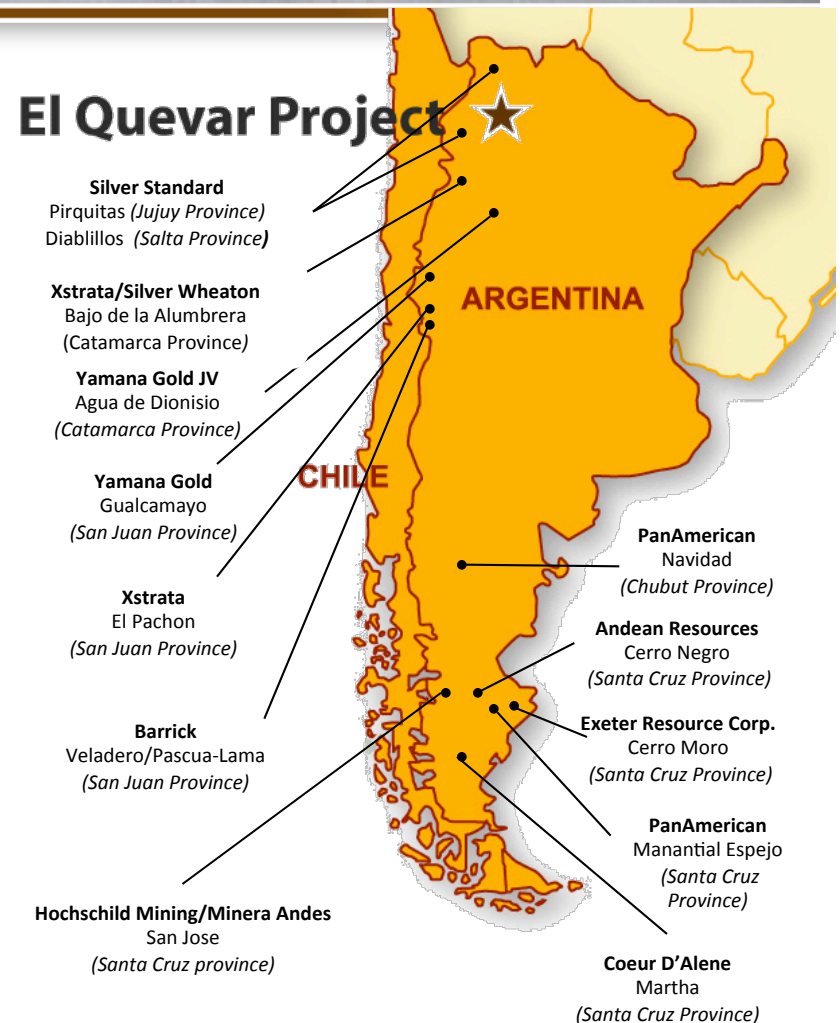 El Quevar Project
Silver Standard
Pirquitas (Jujuy Province)
Diablillos (Salta Province)
Xstrata/Silver Wheaton
Bajo de la Alumbrera
(Catamarca Province)
Yamana Gold JV
Agua de Dionisio
(Catamarca Province)
Yamana Gold
Gualcamayo
(San Juan Province)
Xstrata
El Pachon
(San Juan Province)
Barrick
Veladero/Pascua-Lama
(San Juan Province)
Hochschild Mining/Minera Andes
San Jose
(Santa Cruz province)
ARGENTINA
CHILE
PanAmerican
Navidad
(Chubut Province)
Andean Resources
Cerro Negro
(Santa Cruz Province)
Exeter Resource Corp.
Cerro Moro
(Santa Cruz Province)
PanAmerican
Manantial Espejo
(Santa Cruz
Province)
Coeur D’Alene
Martha
(Santa Cruz Province)